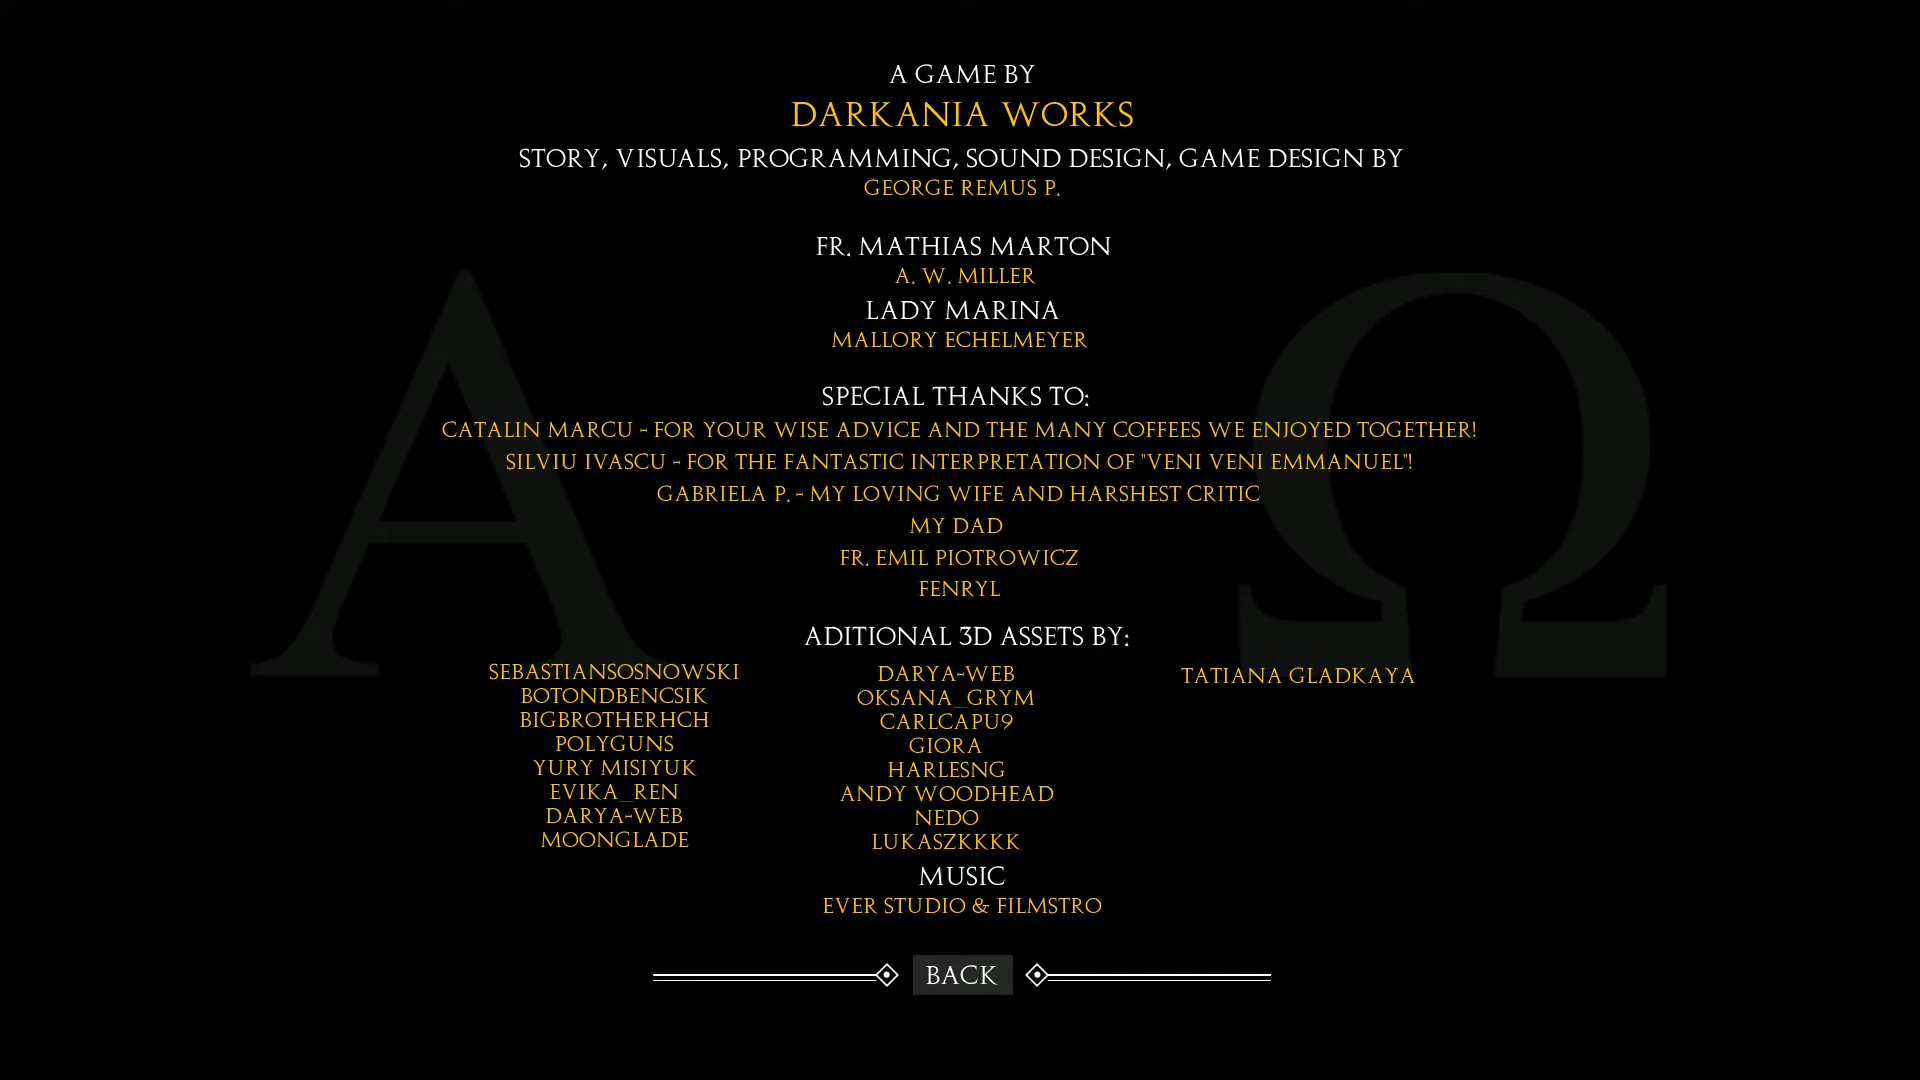 A GAME BY
DARKANIA WORKS
STORY, VISUALS, PROGRAMMING, SOUND DESIGN, GAME DESIGN BY
GEORGE REMUS P.
FR. MATHIAS MARTON
A. W. MILLER
LADY MARINA
MALLORY ECHELMEYER
SPECIAL THANKS TO:
CATALIN MARCU - FOR YOUR WISE ADVICE AND THE MANY COFFEES WE ENJOYED TOGETHER!
SILVIU IVASCU - FOR THE FANTASTIC INTERPRETATION OF "VENI VENI EMMANUEL"!
GABRIELA P. - MY LOVING WIFE AND HARSHEST CRITIC
MY DAD
FR. EMIL PIOTROWICZ
FENRYL
Α Ω
ADITIONAL 3D ASSETS BY:
SEBASTIANSOSNOWSKI
BOTONDBENCSIK
BIGBROTHERHCH
POLYGUNS
YURY MISIYUK
EVIKA_REN
DARYA-WEB
MOONGLADE
DARYA-WEB
OKSANA_GRYM
CARLCAPU9
GIORA
HARLESNG
ANDY WOODHEAD
NEDO
LUKASZKKKK
TATIANA GLADKAYA
MUSIC
EVER STUDIO & FILMSTRO
BACK